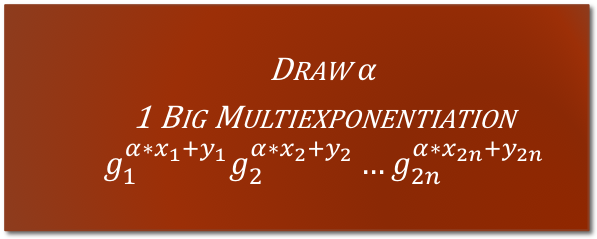 DRAW α
1 BIG MULTIEXPONENTIATION
g_1^{α*x_1+y_1} g_2^{α*x_2+y_2} … g_{2n}^{α*x_{2n}+y_{2n}}